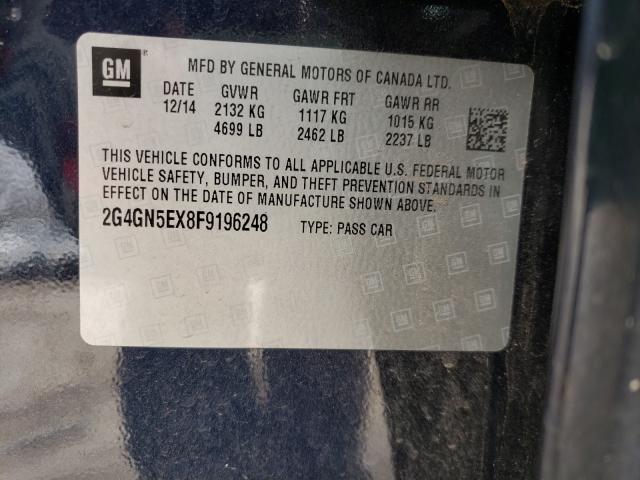 GM
MFD BY GENERAL MOTORS OF CANADA LTD.
DATE GVWR GAWR FRT GAWR RR
12/14 2132 KG 1117 KG 1015 KG
4699 LB 2462 LB 2237 LB
THIS VEHICLE CONFORMS TO ALL APPLICABLE U.S. FEDERAL MOTOR
VEHICLE SAFETY, BUMPER, AND THEFT PREVENTION STANDARDS IN
EFFECT ON THE DATE OF MANUFACTURE SHOWN ABOVE.
2G4GN5EX8F9196248 TYPE: PASS CAR